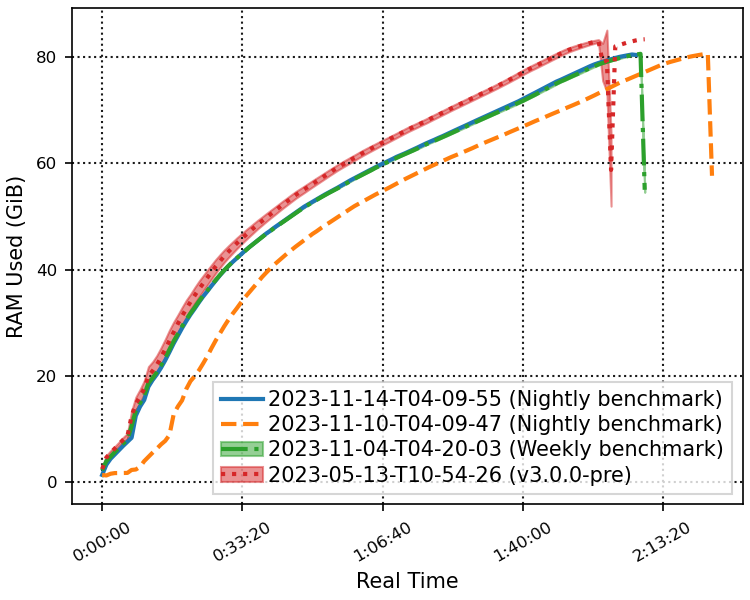 80
60
40
20
0
RAM Used (GiB)
2023-11-14-T04-09-55 (Nightly benchmark)
2023-11-10-T04-09-47 (Nightly benchmark)
2023-11-04-T04-20-03 (Weekly benchmark)
2023-05-13-T10-54-26 (v3.0.0-pre)
0:00:00
0:33:20
1:06:40
1:40:00
2:13:20
Real Time